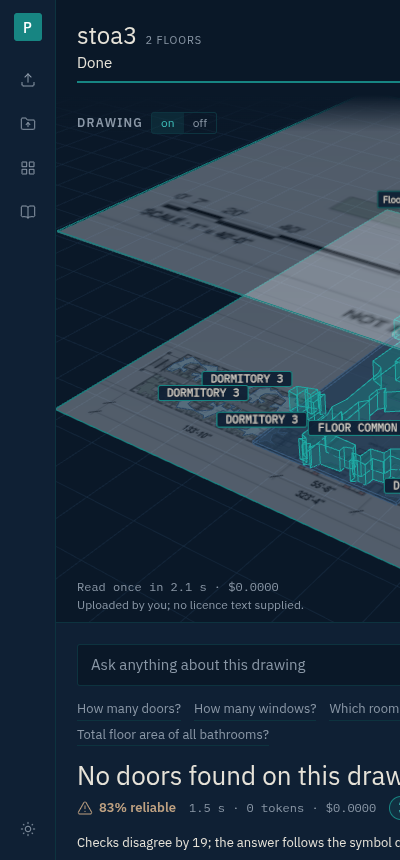 P
stoa3 2 FLOORS
Done
DRAWING on off
Floo
0' 7' 20' 40'
NOT
DORMITORY 3
DORMITORY 3
DORMITORY 3
FLOOR COMMON
D
Read once in 2.1 s · $0.0000
Uploaded by you; no licence text supplied.
Ask anything about this drawing
How many doors? How many windows? Which room
Total floor area of all bathrooms?
No doors found on this draw
83% reliable 1.5 s · 0 tokens · $0.0000
Checks disagree by 19; the answer follows the symbol